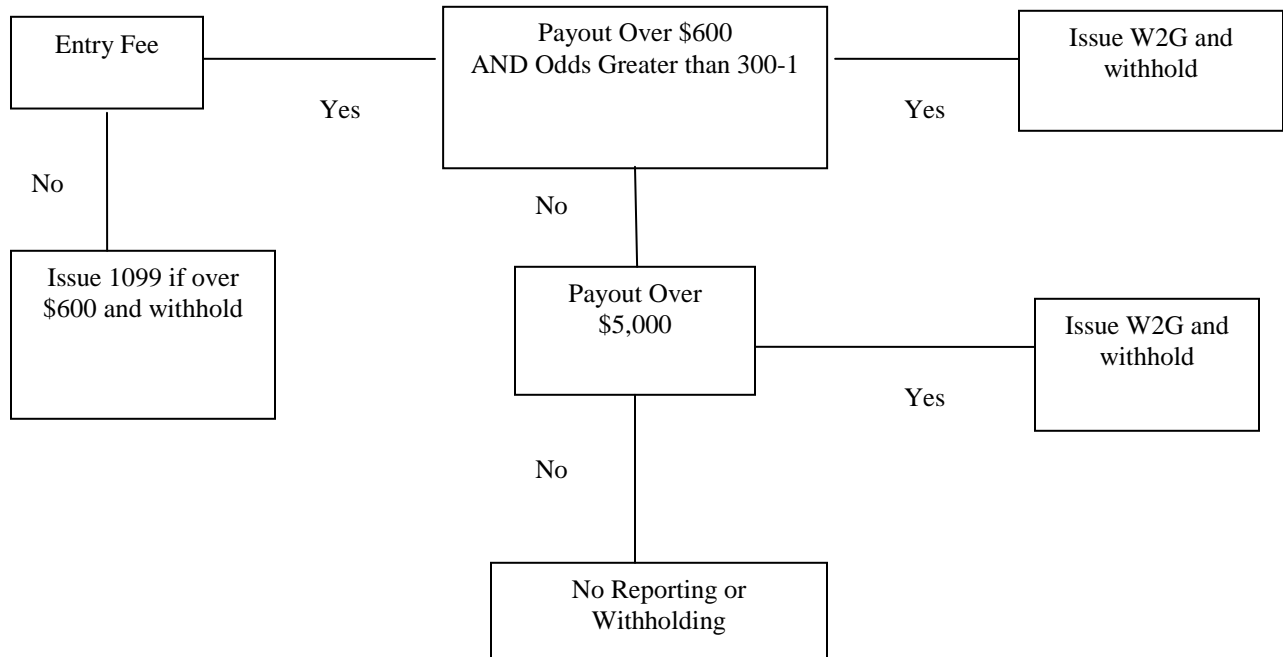 Entry Fee
Payout Over $600
AND Odds Greater than 300-1
Issue W2G and
withhold
Yes
Yes
No
No
Issue 1099 if over
$600 and withhold
Payout Over
$5,000
Issue W2G and
withhold
Yes
No
No Reporting or
Withholding